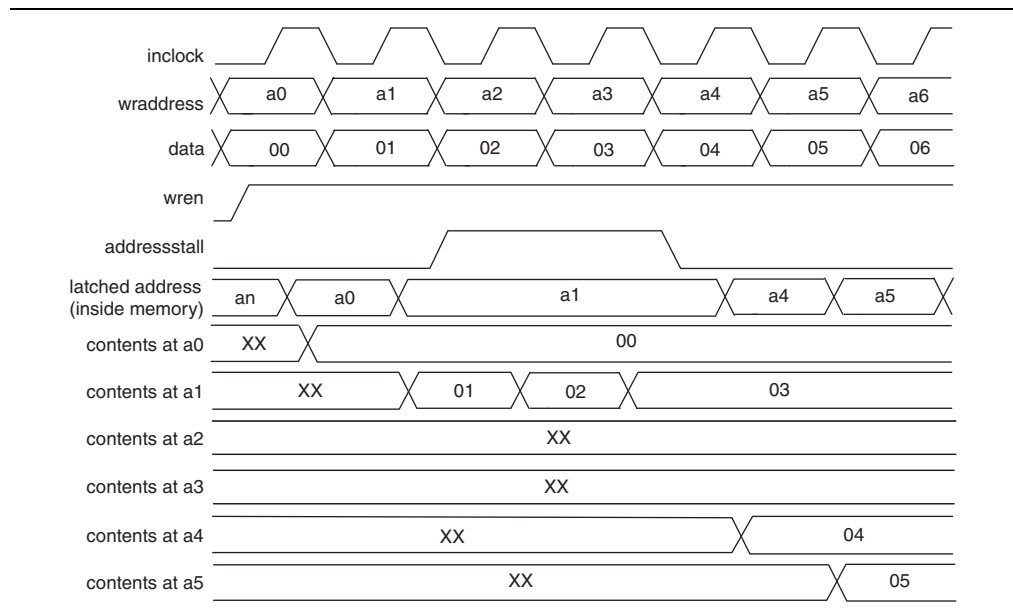 inclock
wraddress a0 a1 a2 a3 a4 a5 a6
data 00 01 02 03 04 05 06
wren
addressstall
latched address
(inside memory) an a0 a1 a4 a5
contents at a0 XX 00
contents at a1 XX 01 02 03
contents at a2 XX
contents at a3 XX
contents at a4 XX 04
contents at a5 XX 05